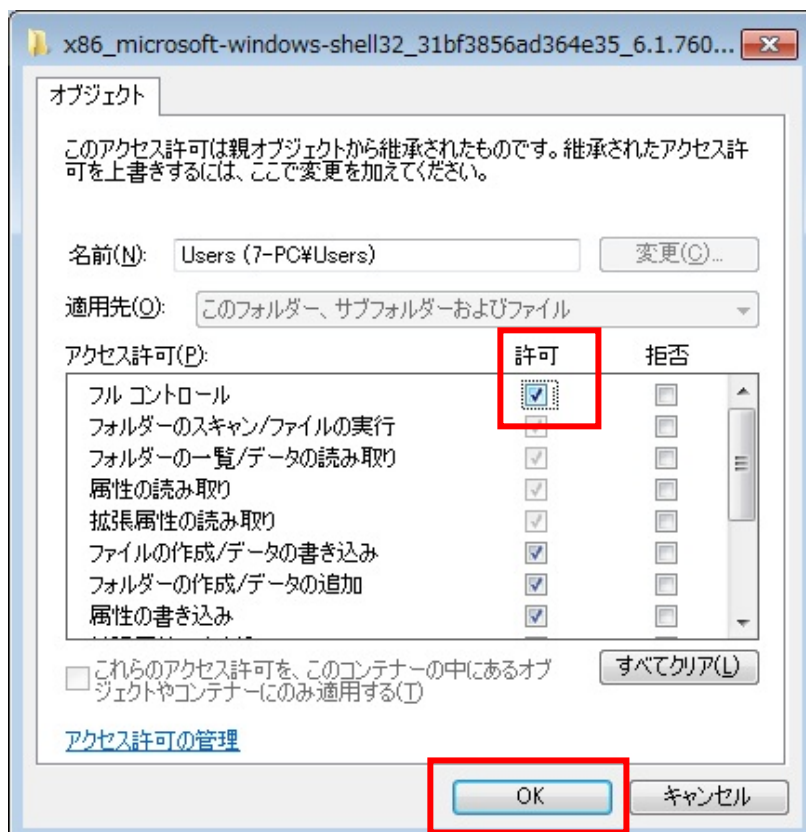 x86_microsoft-windows-shell32_31bf3856ad364e35_6.1.760...
オブジェクト
このアクセス許可は親オブジェクトから継承されたものです。継承されたアクセス許
可を上書きするには、ここで変更を加えてください。
名前(N): Users (7-PC¥Users) 変更(C)...
適用先(O): このフォルダー、サブフォルダーおよびファイル
アクセス許可(P): 許可 拒否
フル コントロール
フォルダーのスキャン/ファイルの実行
フォルダーの一覧/データの読み取り
属性の読み取り
拡張属性の読み取り
ファイルの作成/データの書き込み
フォルダーの作成/データの追加
属性の書き込み
これらのアクセス許可を、このコンテナーの中にあるオブ
ジェクトやコンテナーにのみ適用する(T)
すべてクリア(L)
アクセス許可の管理
OK キャンセル